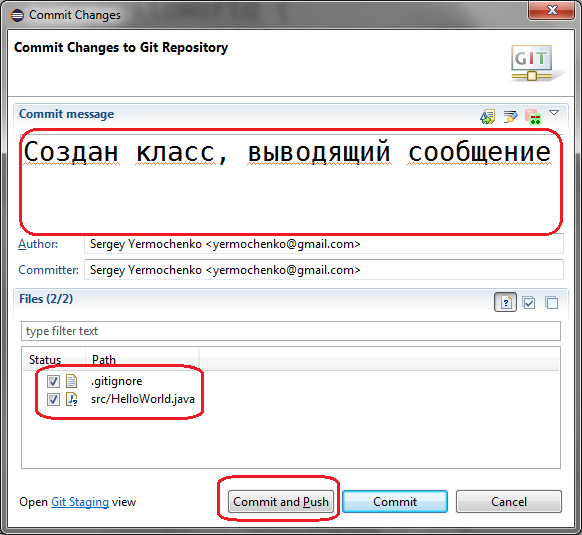 Commit Changes
Commit Changes to Git Repository
GIT
Commit message
Создан класс, выводящий сообщение
Author: Sergey Yermochenko <yermochenko@gmail.com>
Committer: Sergey Yermochenko <yermochenko@gmail.com>
Files (2/2)
type filter text
Status Path
.gitignore
src/HelloWorld.java
Open Git Staging view
Commit and Push
Commit
Cancel